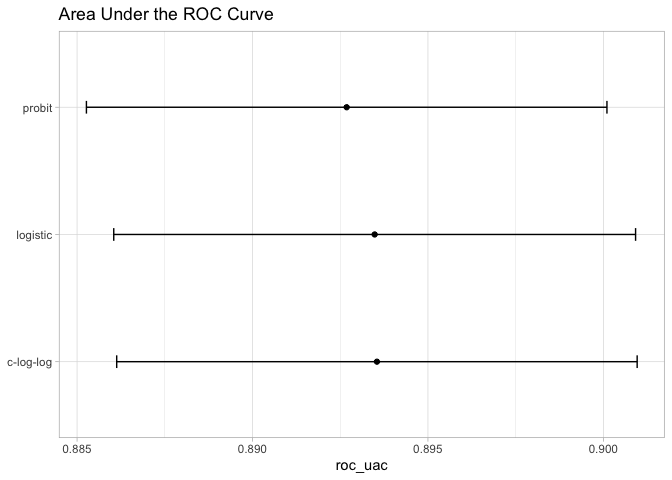 Area Under the ROC Curve
probit
logistic
c-log-log
0.885 0.890 0.895 0.900
roc_uac